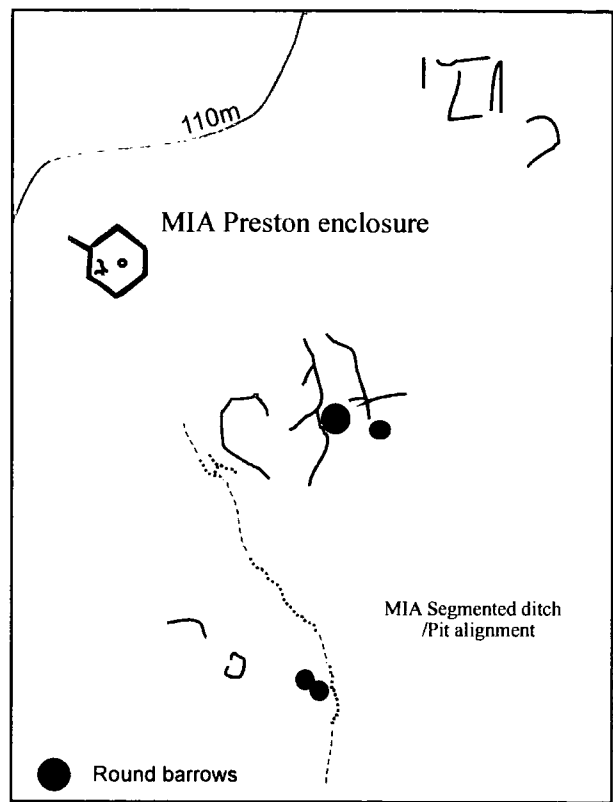 110m
MIA Preston enclosure
MIA Segmented ditch
/Pit alignment
Round barrows